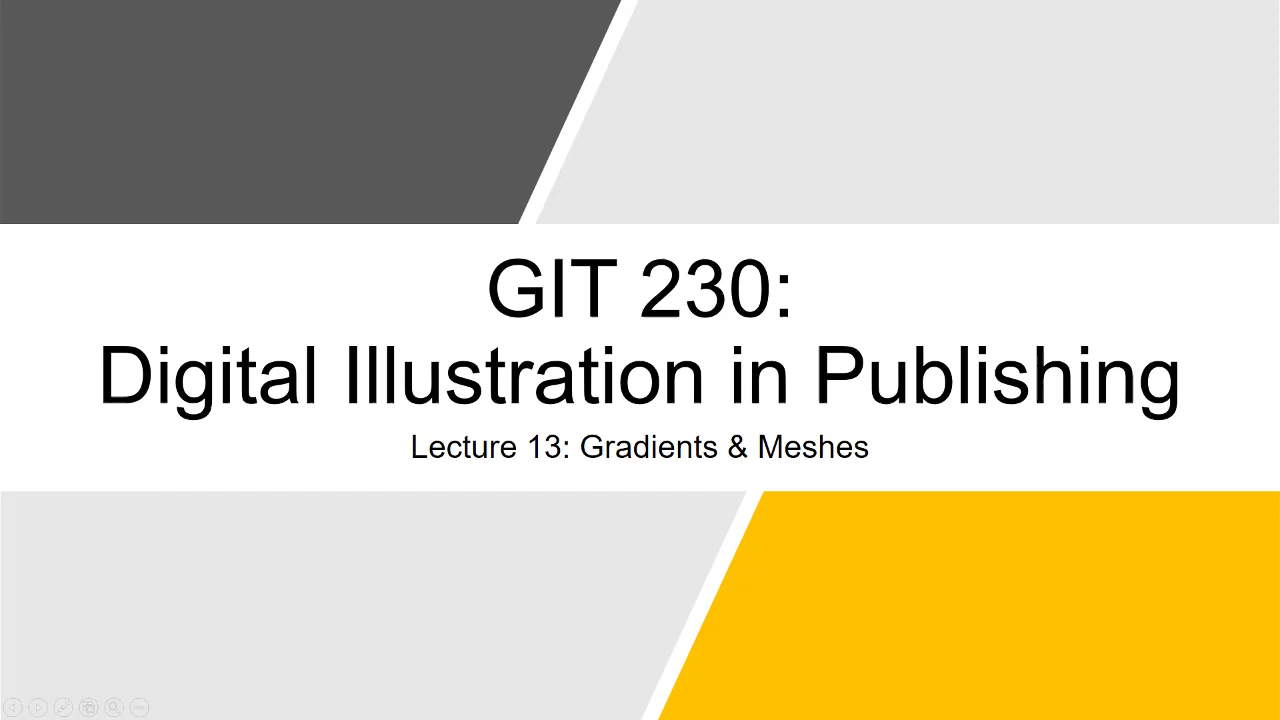 GIT 230:
Digital Illustration in Publishing
Lecture 13: Gradients & Meshes